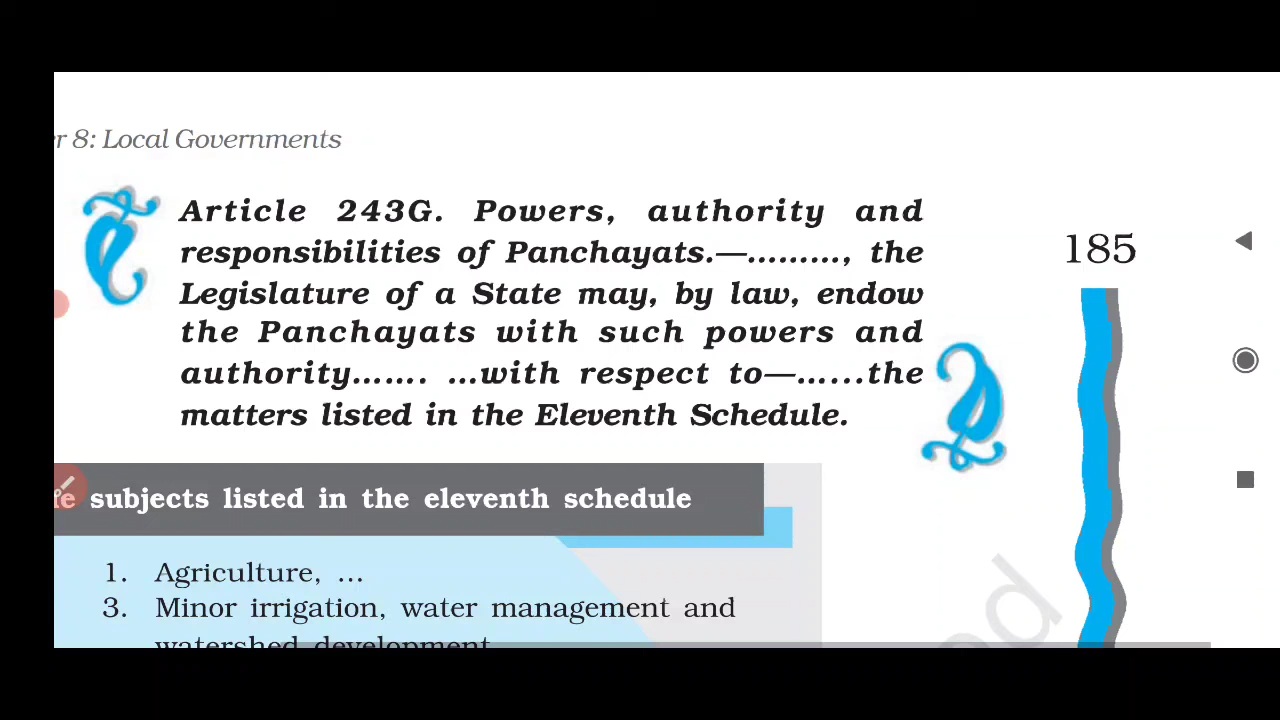 r 8: Local Governments
Article 243G. Powers, authority and
responsibilities of Panchayats.—........., the
Legislature of a State may, by law, endow
the Panchayats with such powers and
authority....... ...with respect to—......the
matters listed in the Eleventh Schedule.
185
subjects listed in the eleventh schedule
1. Agriculture, ...
3. Minor irrigation, water management and
watershed development